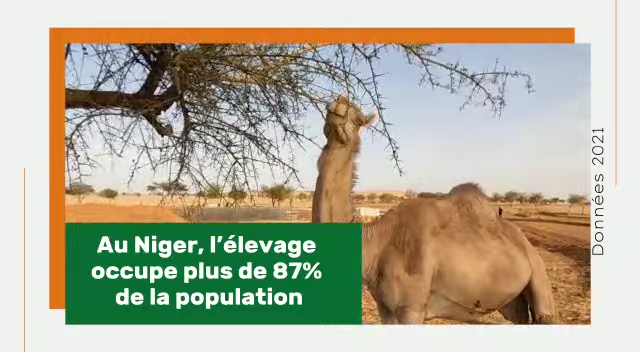 Au Niger, l’élevage
occupe plus de 87%
de la population
Données 2021